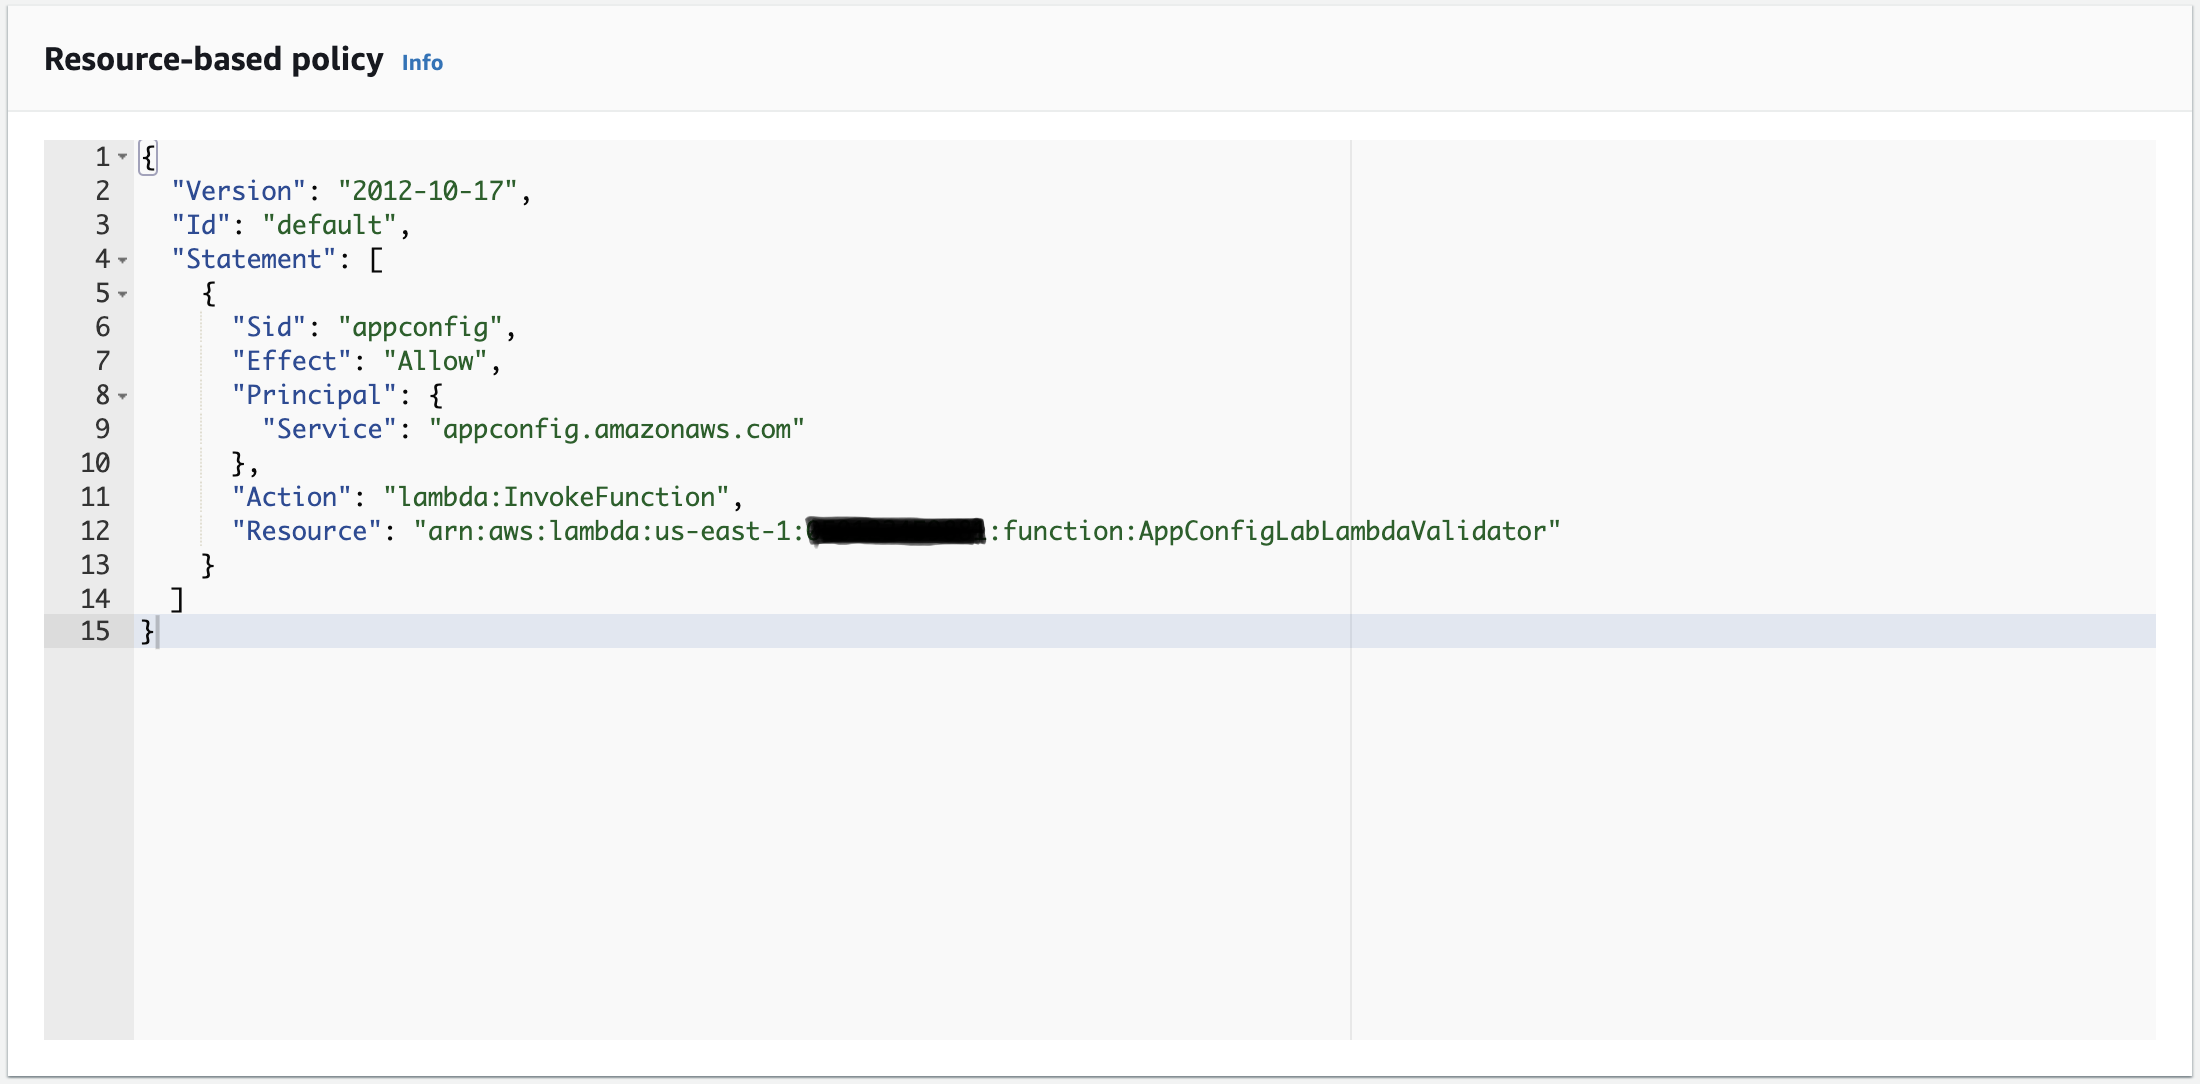 Resource-based policy Info
1 {
2 "Version": "2012-10-17",
3 "Id": "default",
4 "Statement": [
5 {
6 "Sid": "appconfig",
7 "Effect": "Allow",
8 "Principal": {
9 "Service": "appconfig.amazonaws.com"
10 },
11 "Action": "lambda:InvokeFunction",
12 "Resource": "arn:aws:lambda:us-east-1: :function:AppConfigLabLambdaValidator"
13 }
14 ]
15 }